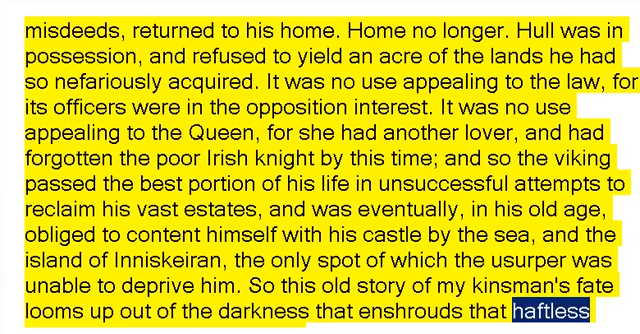 misdeeds, returned to his home. Home no longer. Hull was in
possession, and refused to yield an acre of the lands he had
so nefariously acquired. It was no use appealing to the law, for
its officers were in the opposition interest. It was no use
appealing to the Queen, for she had another lover, and had
forgotten the poor Irish knight by this time; and so the viking
passed the best portion of his life in unsuccessful attempts to
reclaim his vast estates, and was eventually, in his old age,
obliged to content himself with his castle by the sea, and the
island of Inniskeiran, the only spot of which the usurper was
unable to deprive him. So this old story of my kinsman's fate
looms up out of the darkness that enshrouds that haftless